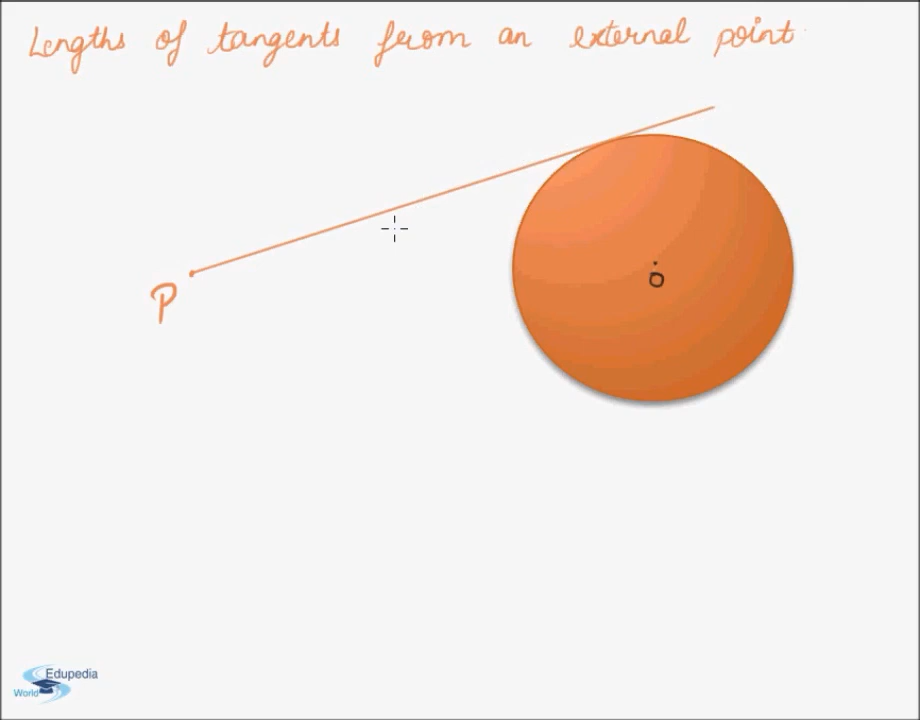 Lengths of tangents from an external point
P
O
Edupedia
World